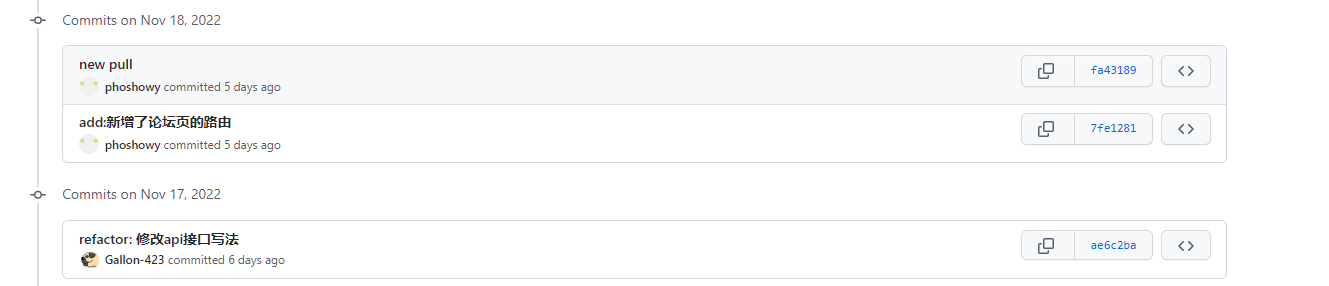 Commits on Nov 18, 2022
new pull
phoshowy committed 5 days ago
fa43189
add:新增了论坛页的路由
phoshowy committed 5 days ago
7fe1281
Commits on Nov 17, 2022
refactor: 修改api接口写法
Gallon-423 committed 6 days ago
ae6c2ba